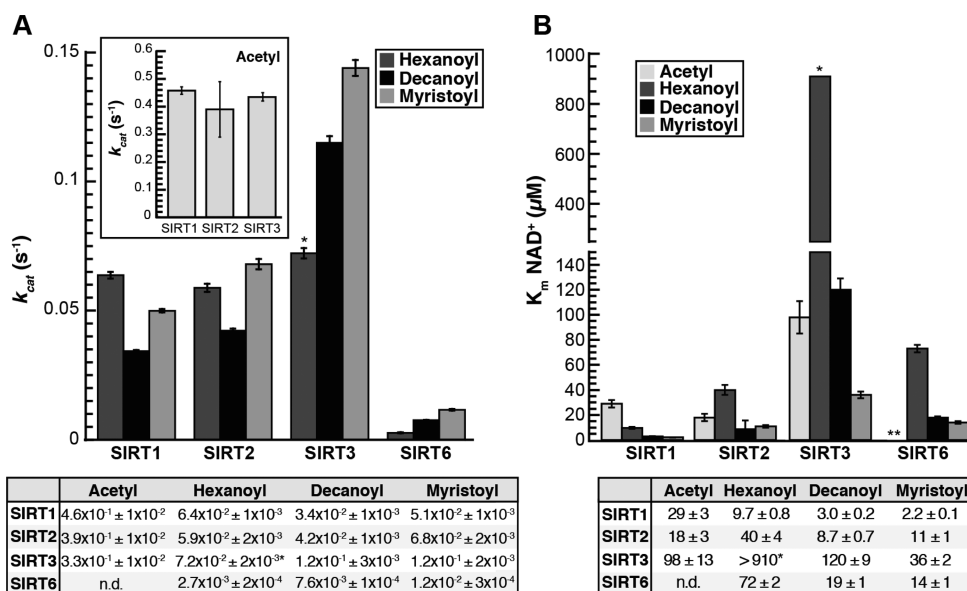 A
B
0.15
0.1
0.05
0
kcat (s-1)
0.6
0.5
0.4
0.3
0.2
0.1
0
kcat (s-1)
Acetyl
SIRT1 SIRT2 SIRT3
Hexanoyl
Decanoyl
Myristoyl
*
SIRT1 SIRT2 SIRT3 SIRT6
1000
800
600
400
140
120
100
80
60
40
20
0
Km NAD+ (µM)
Acetyl
Hexanoyl
Decanoyl
Myristoyl
*
**
SIRT1 SIRT2 SIRT3 SIRT6
Acetyl Hexanoyl Decanoyl Myristoyl
SIRT1 4.6x10-1 ± 1x10-2 6.4x10-2 ± 1x10-3 3.4x10-2 ± 1x10-3 5.1x10-2 ± 1x10-3
SIRT2 3.9x10-1 ± 1x10-2 5.9x10-2 ± 2x10-3 4.2x10-2 ± 1x10-3 6.8x10-2 ± 2x10-3
SIRT3 3.3x10-1 ± 1x10-2 7.2x10-2 ± 2x10-3* 1.2x10-1 ± 3x10-3 1.2x10-1 ± 2x10-3
SIRT6 n.d. 2.7x10-3 ± 2x10-4 7.6x10-3 ± 1x10-4 1.2x10-2 ± 3x10-4
Acetyl Hexanoyl Decanoyl Myristoyl
SIRT1 29 ± 3 9.7 ± 0.8 3.0 ± 0.2 2.2 ± 0.1
SIRT2 18 ± 3 40 ± 4 8.7 ± 0.7 11 ± 1
SIRT3 98 ± 13 >910* 120 ± 9 36 ± 2
SIRT6 n.d. 72 ± 2 19 ± 1 14 ± 1